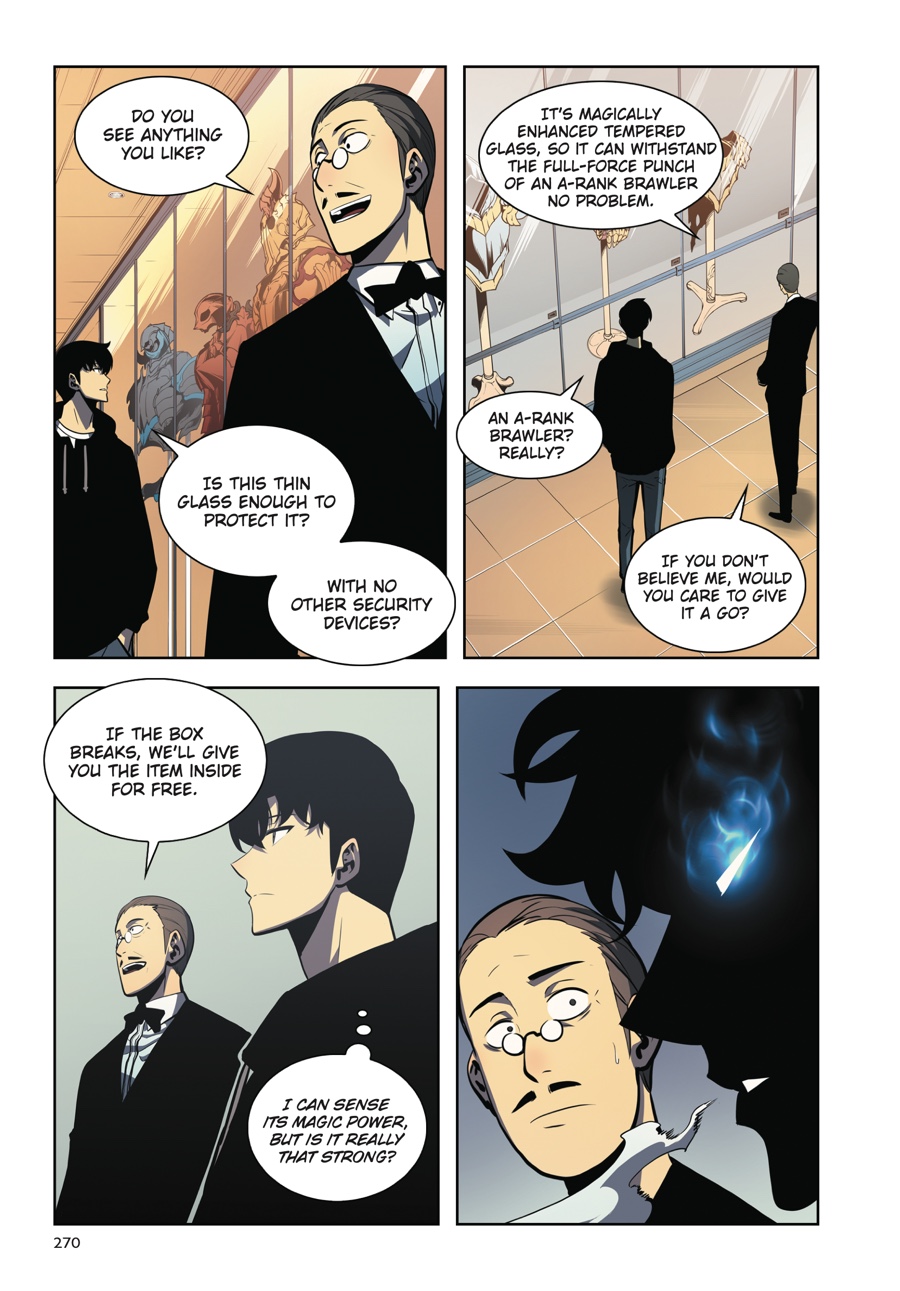 DO YOU
SEE ANYTHING
YOU LIKE?
IS THIS THIN
GLASS ENOUGH TO
PROTECT IT?
WITH NO
OTHER SECURITY
DEVICES?
IT'S MAGICALLY
ENHANCED TEMPERED
GLASS, SO IT CAN WITHSTAND
THE FULL-FORCE PUNCH
OF AN A-RANK BRAWLER
NO PROBLEM.
AN A-RANK
BRAWLER?
REALLY?
IF YOU DON'T
BELIEVE ME, WOULD
YOU CARE TO GIVE
IT A GO?
IF THE BOX
BREAKS, WE'LL GIVE
YOU THE ITEM INSIDE
FOR FREE.
I CAN SENSE
ITS MAGIC POWER,
BUT IS IT REALLY
THAT STRONG?
270